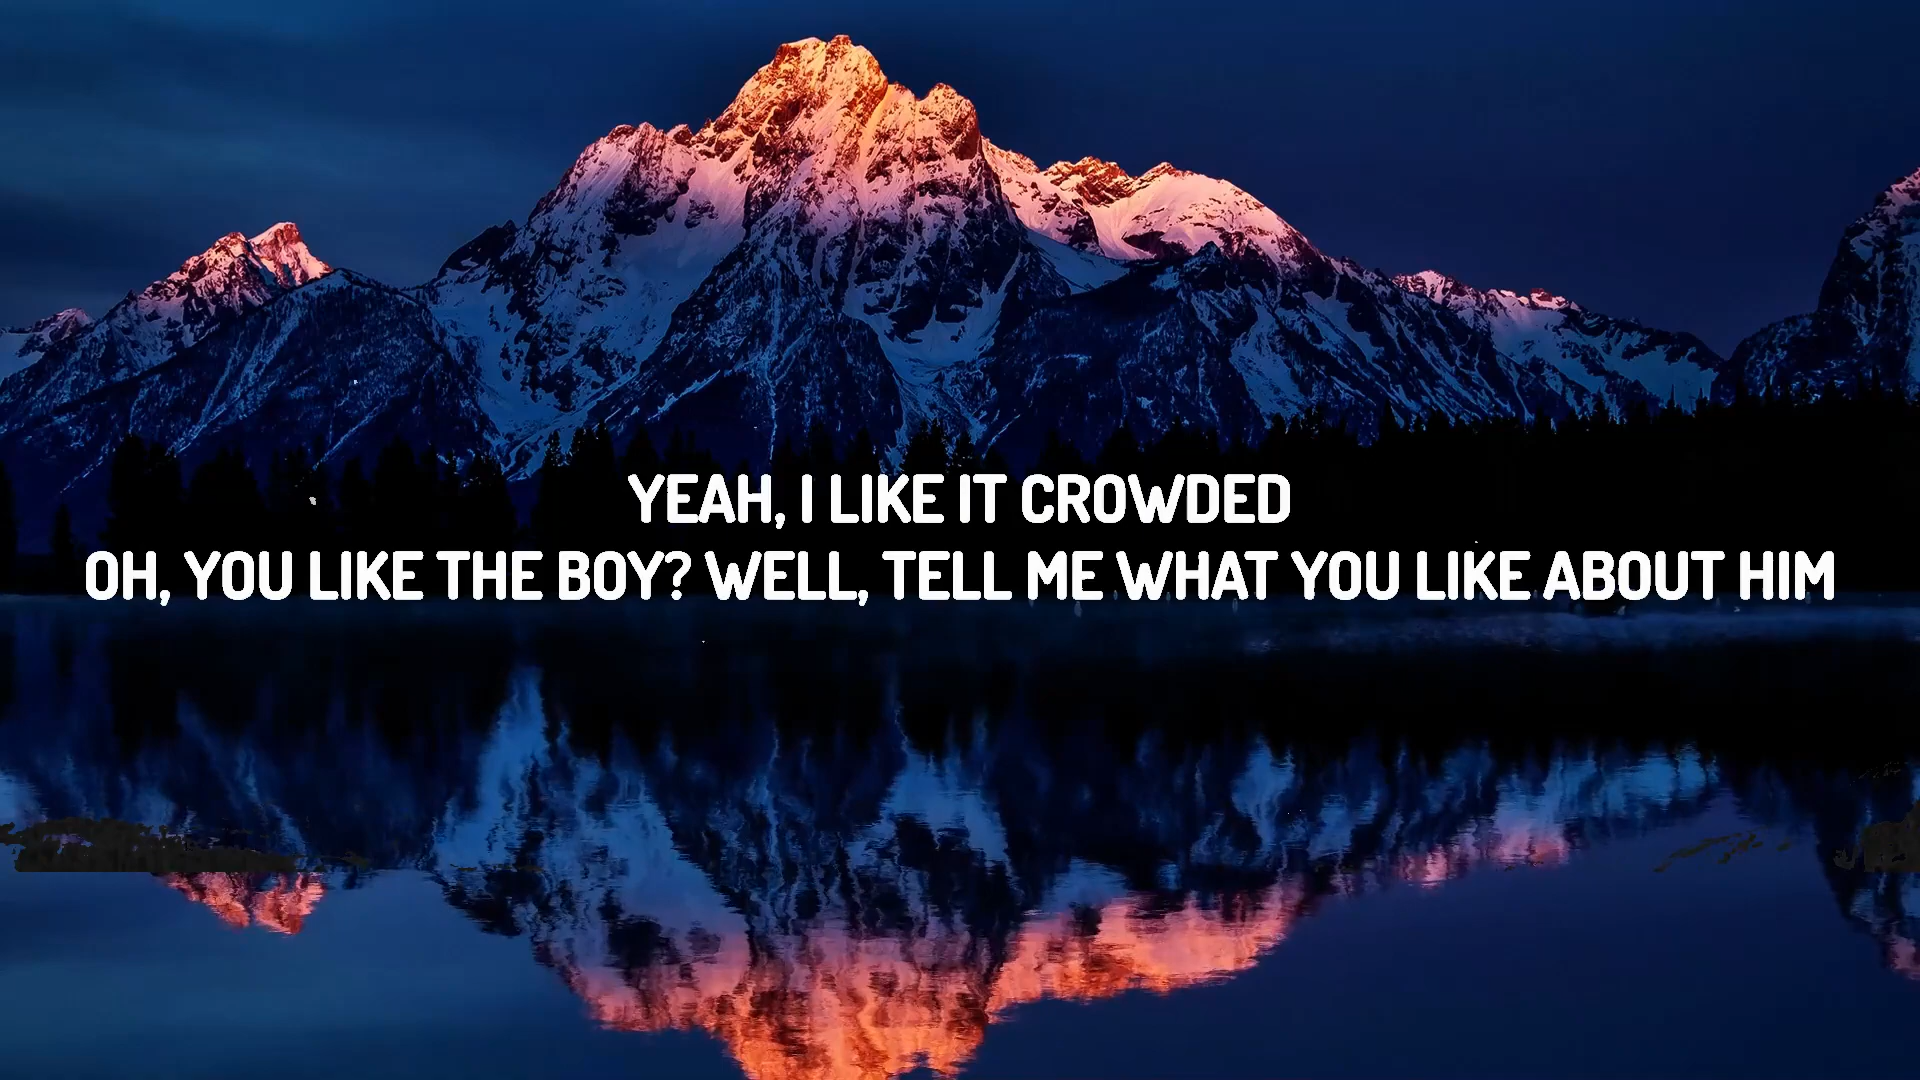 YEAH, I LIKE IT CROWDED
OH, YOU LIKE THE BOY? WELL, TELL ME WHAT YOU LIKE ABOUT HIM